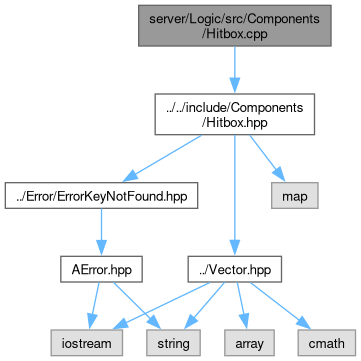 server/Logic/src/Components
/Hitbox.cpp
../../include/Components
/Hitbox.hpp
../Error/ErrorKeyNotFound.hpp
map
AError.hpp
../Vector.hpp
iostream
string
array
cmath